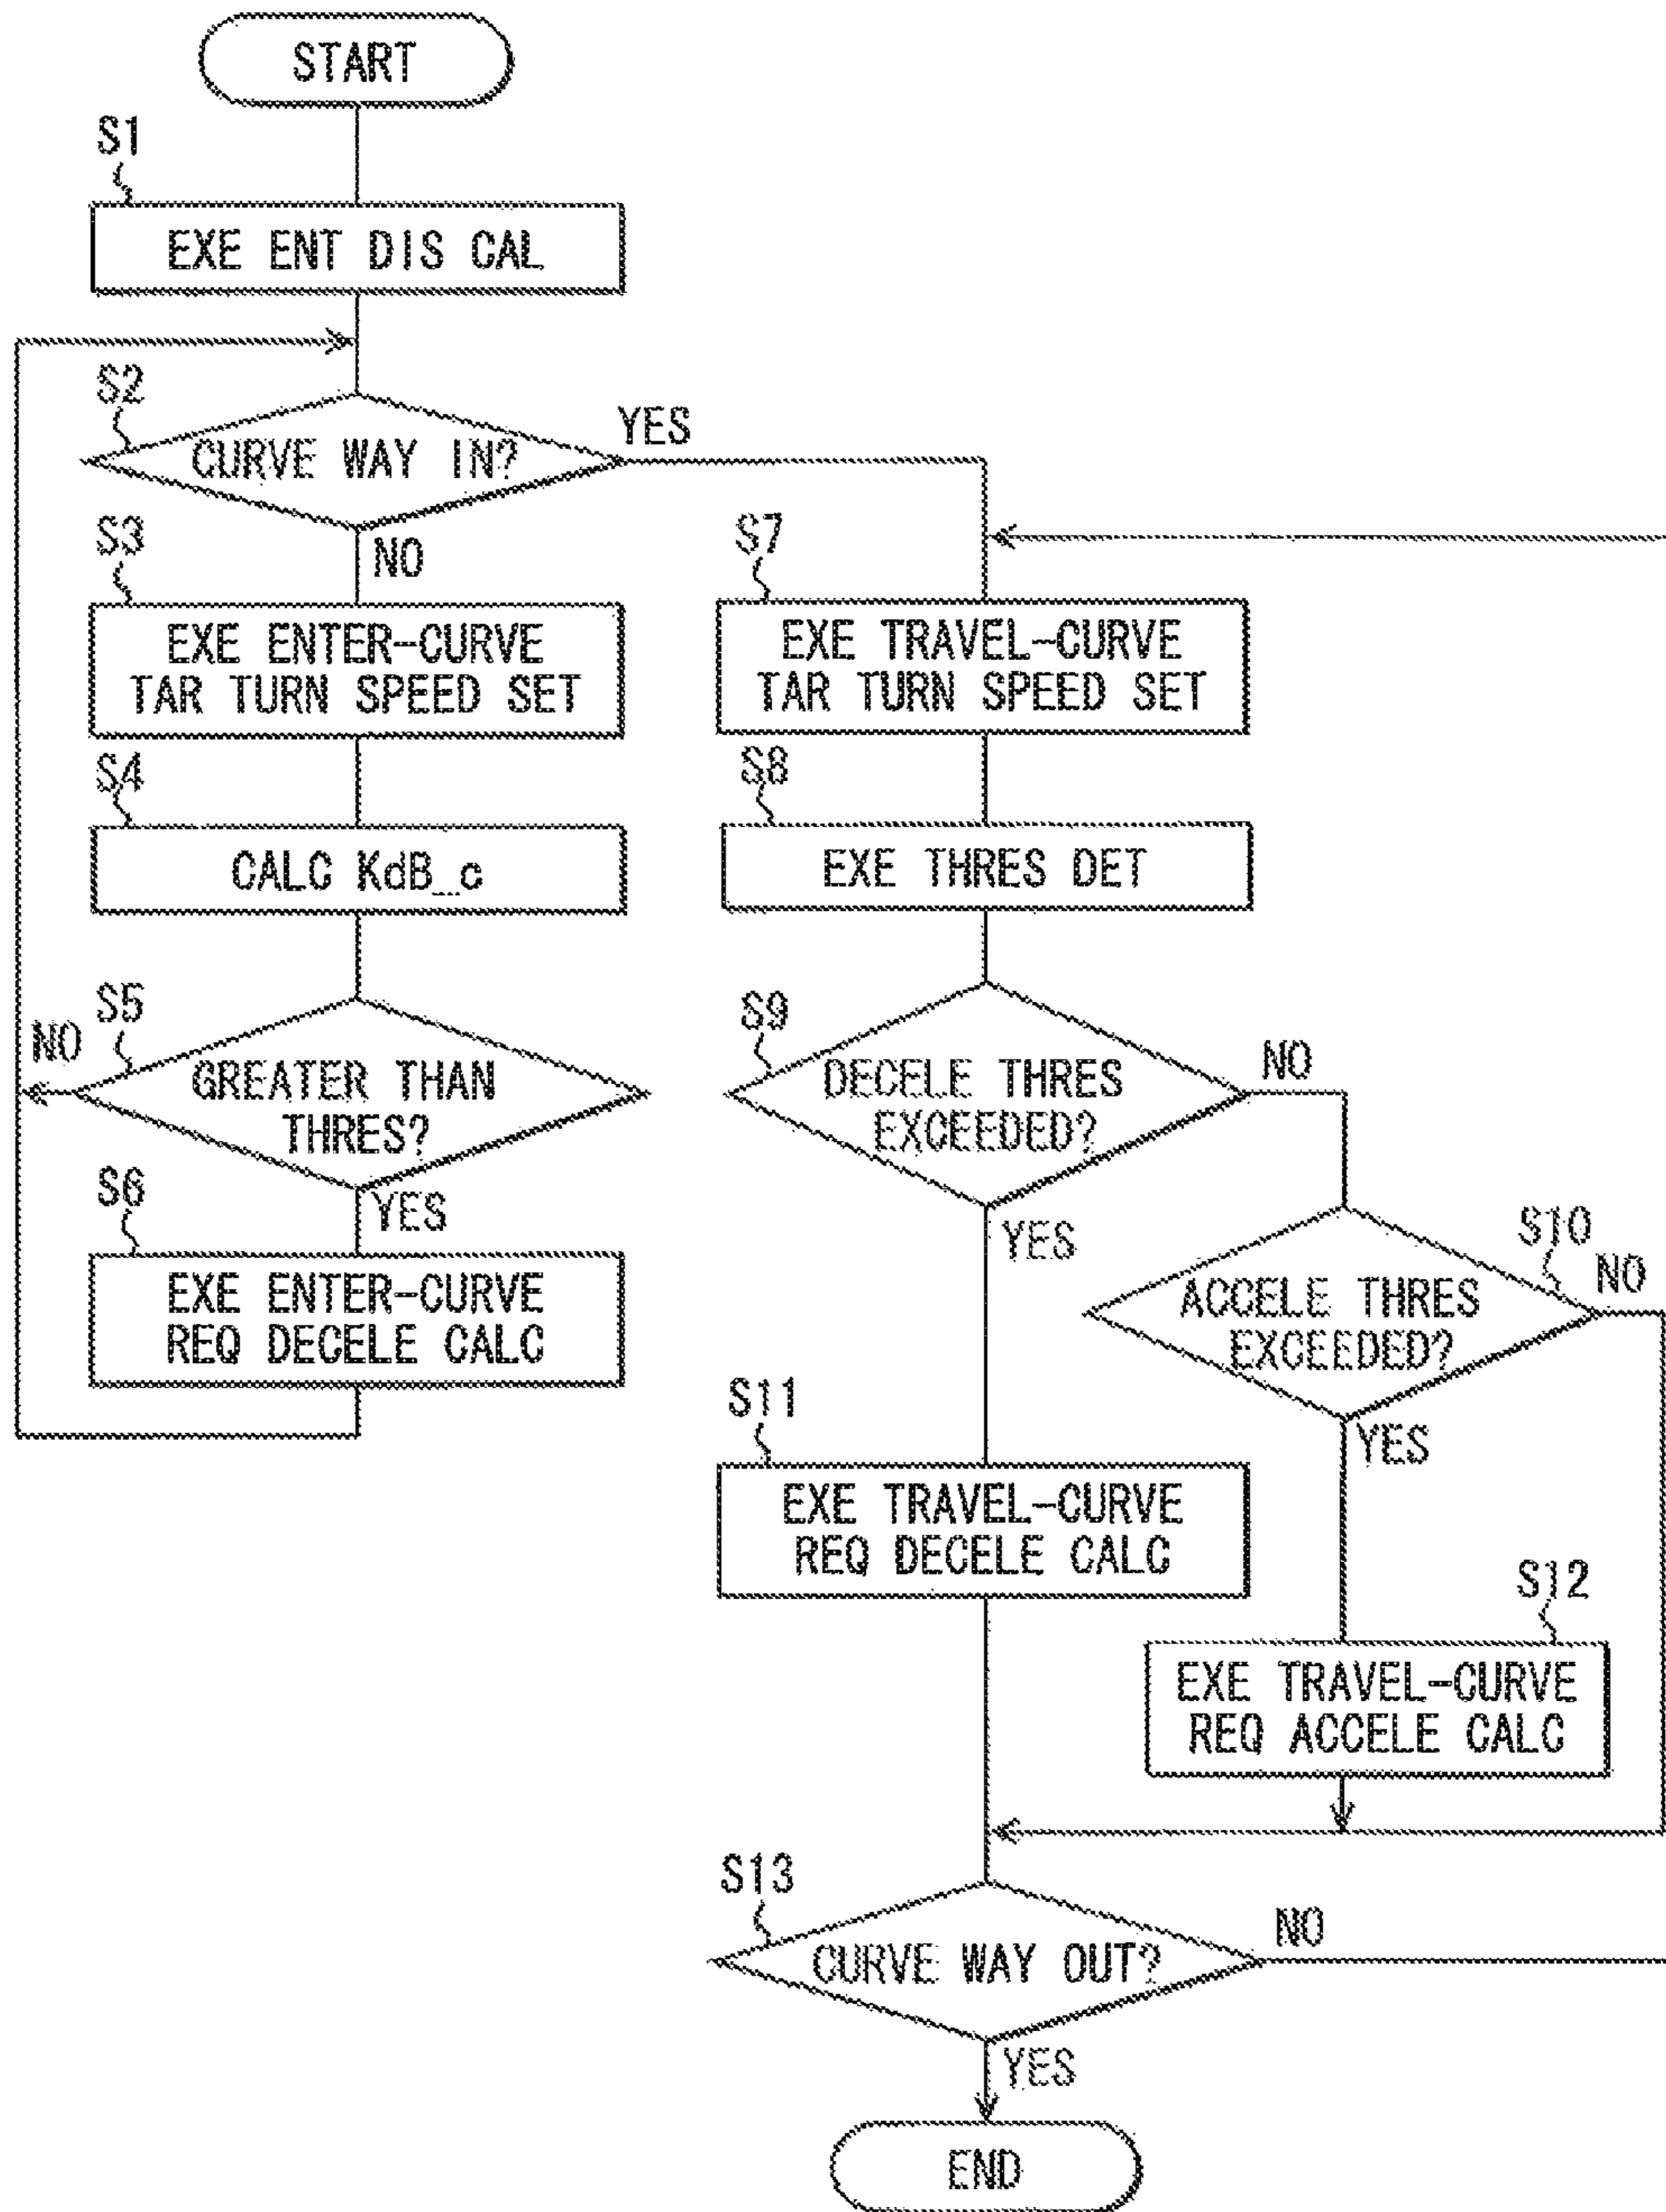 START
S1
EXE ENT DIS CAL
S2
CURVE WAY IN?
YES
NO
S3
EXE ENTER-CURVE
TAR TURN SPEED SET
S4
CALC KdB_c
S5
GREATER THAN
THRES?
NO
YES
S6
EXE ENTER-CURVE
REQ DECELE CALC
S7
EXE TRAVEL-CURVE
TAR TURN SPEED SET
S8
EXE THRES DET
S9
DECELE THRES
EXCEEDED?
NO
YES
S10
ACCELE THRES
EXCEEDED?
NO
YES
S11
EXE TRAVEL-CURVE
REQ DECELE CALC
S12
EXE TRAVEL-CURVE
REQ ACCELE CALC
S13
CURVE WAY OUT?
NO
YES
END